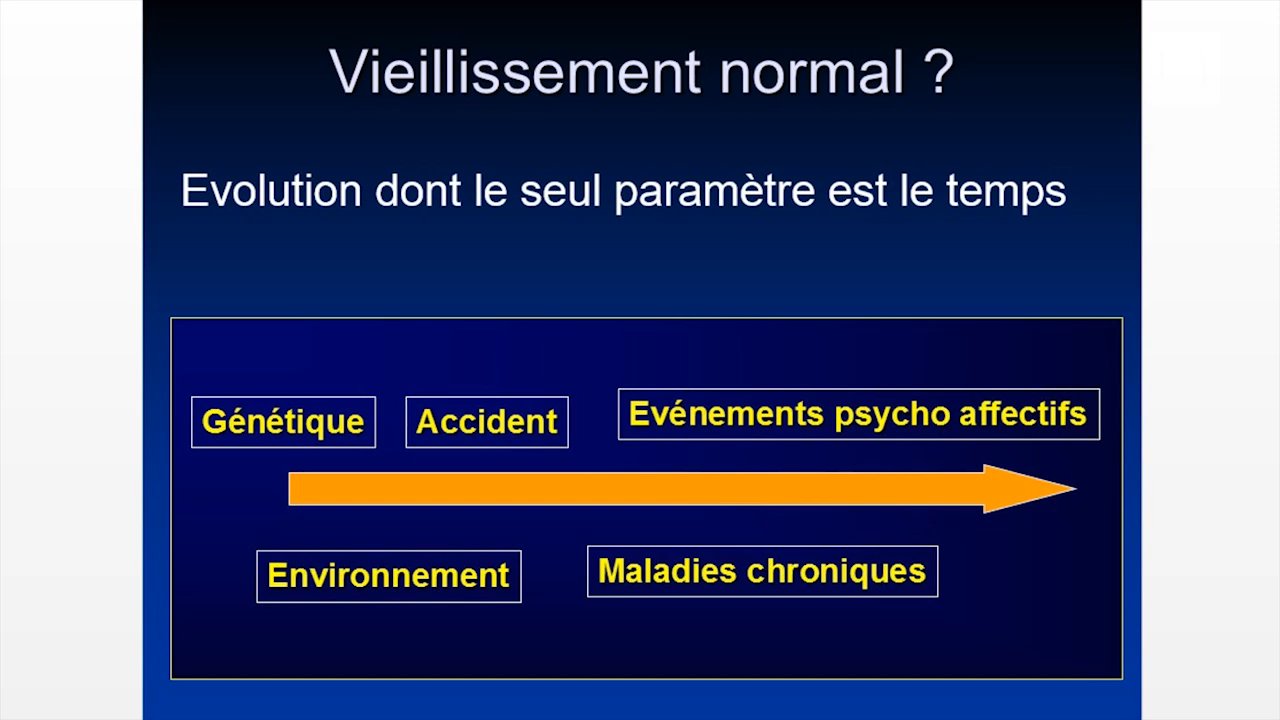 Vieillissement normal ?
Evolution dont le seul paramètre est le temps
Génétique
Accident
Evénements psycho affectifs
Environnement
Maladies chroniques